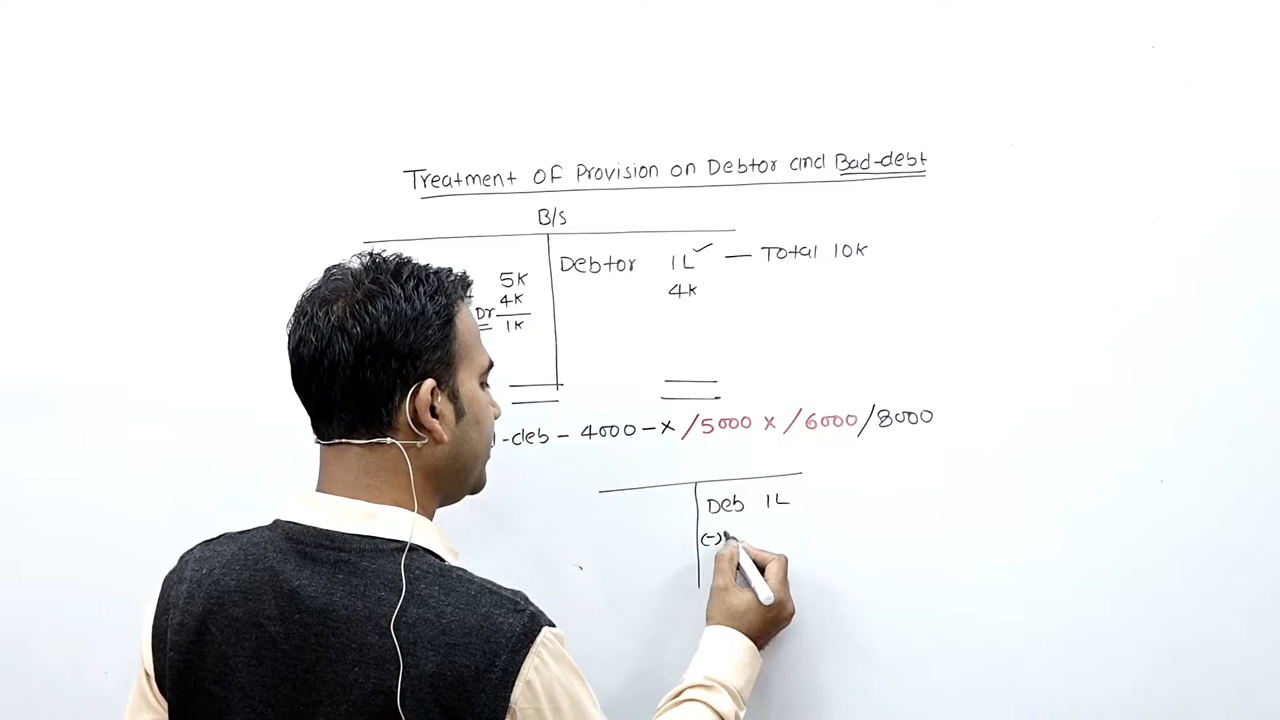 Treatment OF Provision on Debtor and Bad-debt
B/S
Debtor 1L ✓ — Total 10K
5K
4K 4K
Dr 1K
-deb - 4000 - x /5000 x /6000/8000
Deb 1L
(-)